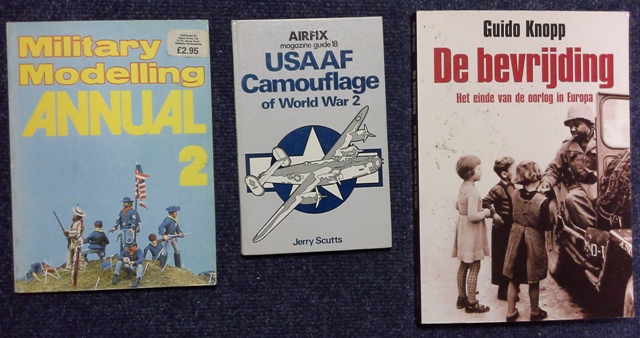 Military
Modelling
ANNUAL
2
£2.95
AIRFIX
magazine guide 18
USAAF
Camouflage
of World War 2
Jerry Scutts
Guido Knopp
De bevrijding
Het einde van de oorlog in Europa